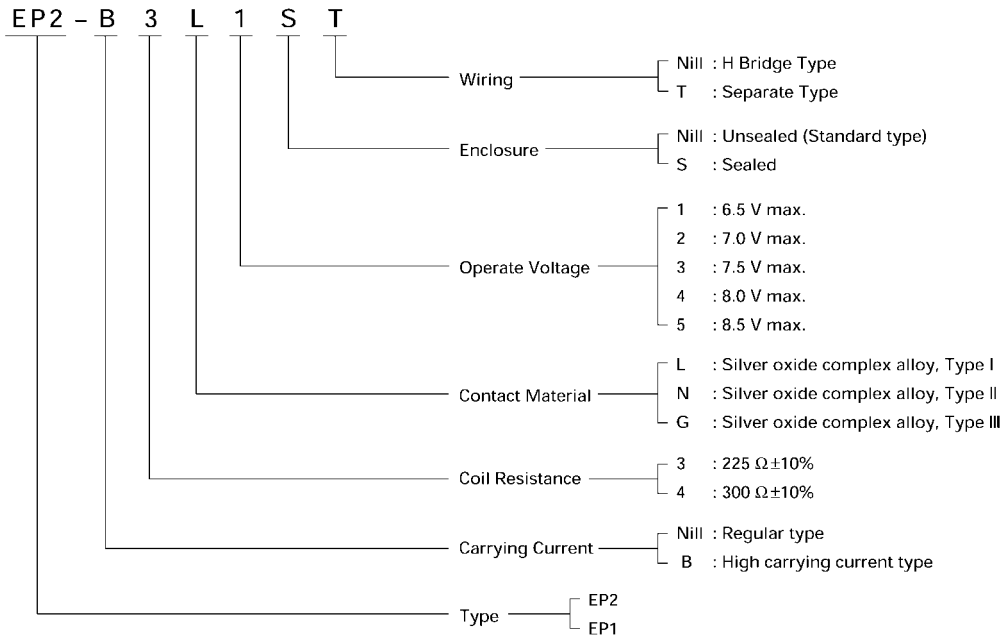 EP2-B 3 L 1 S T
Wiring
Nill : H Bridge Type
T : Separate Type
Enclosure
Nill : Unsealed (Standard type)
S : Sealed
Operate Voltage
1 : 6.5 V max.
2 : 7.0 V max.
3 : 7.5 V max.
4 : 8.0 V max.
5 : 8.5 V max.
Contact Material
L : Silver oxide complex alloy, Type Ⅰ
N : Silver oxide complex alloy, Type Ⅱ
G : Silver oxide complex alloy, Type Ⅲ
Coil Resistance
3 : 225 Ω±10%
4 : 300 Ω±10%
Carrying Current
Nill : Regular type
B : High carrying current type
Type
EP2
EP1